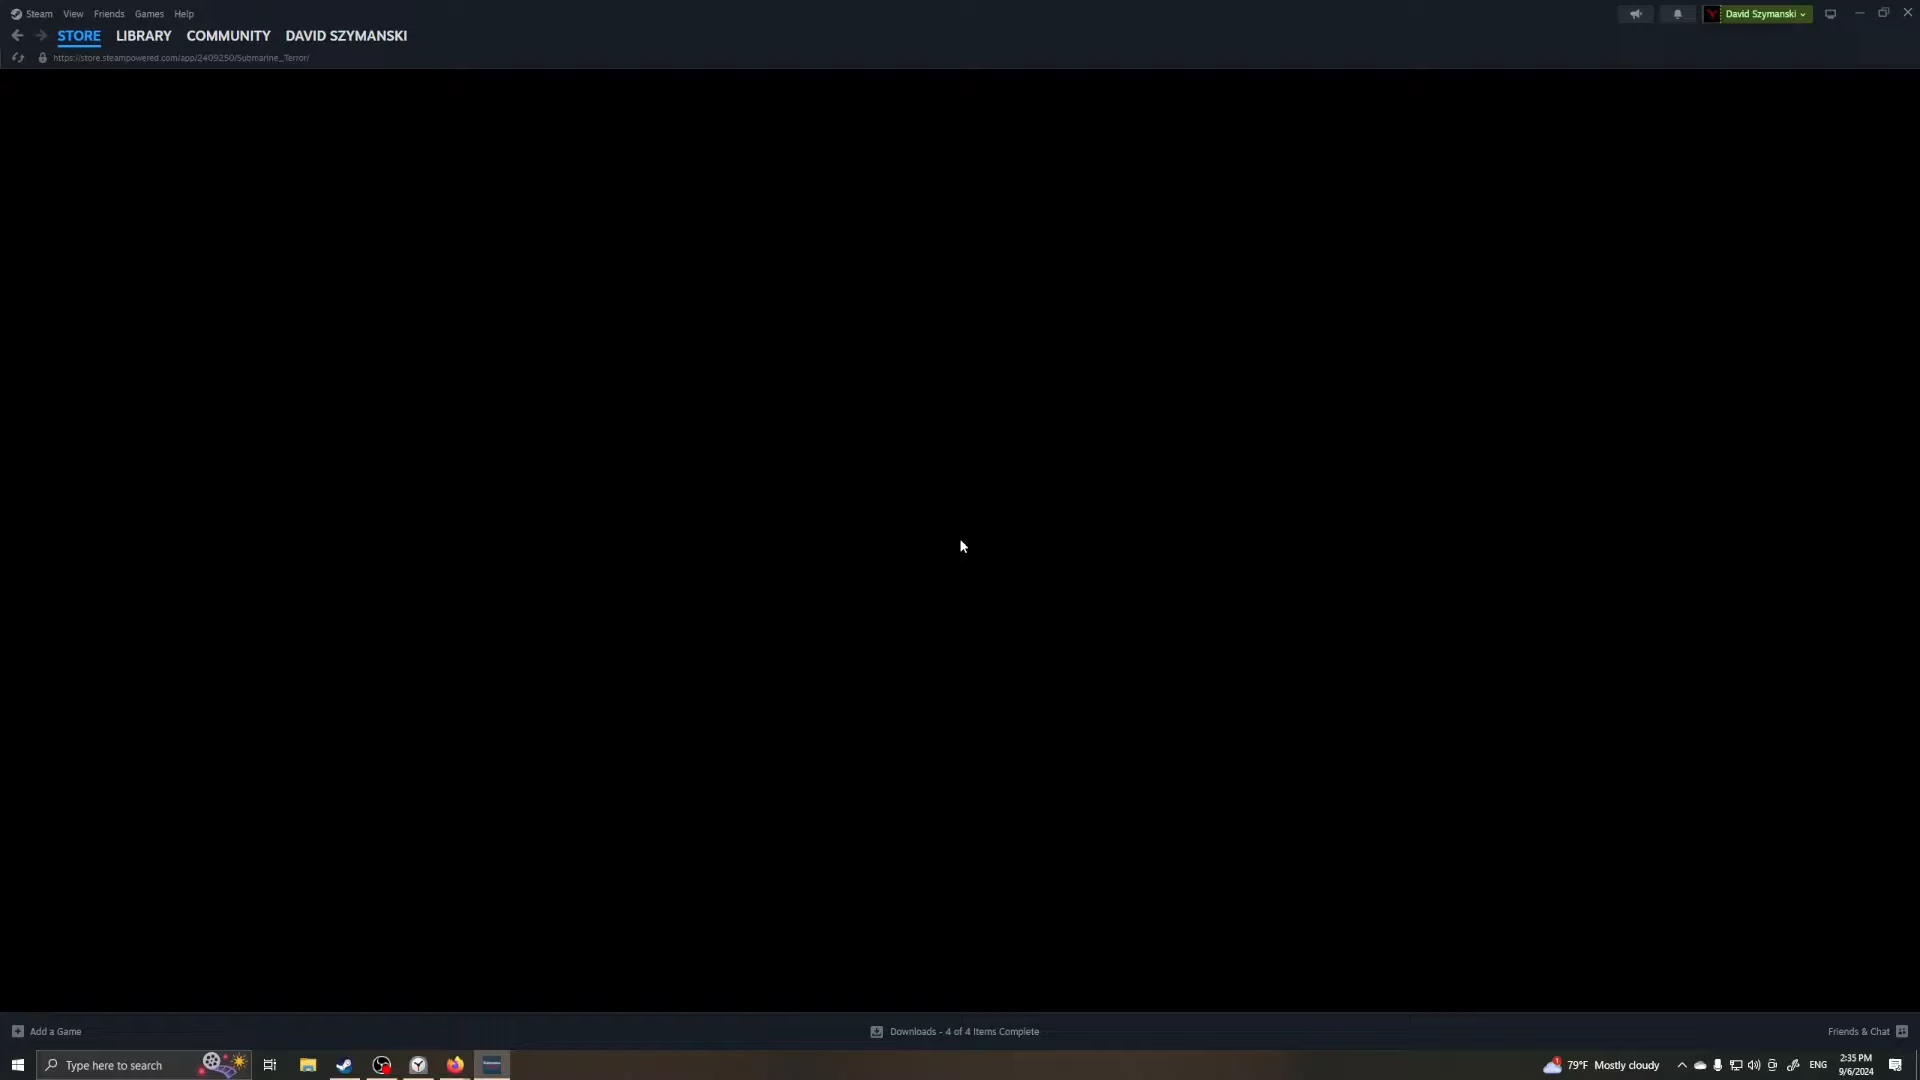 Steam View Friends Games Help
David Szymanski
STORE LIBRARY COMMUNITY DAVID SZYMANSKI
https://store.steampowered.com/app/2409250/Submarine_Terror/
Add a Game
Downloads - 4 of 4 Items Complete
Friends & Chat
Type here to search
1
79°F Mostly cloudy
ENG
2:35 PM
9/6/2024